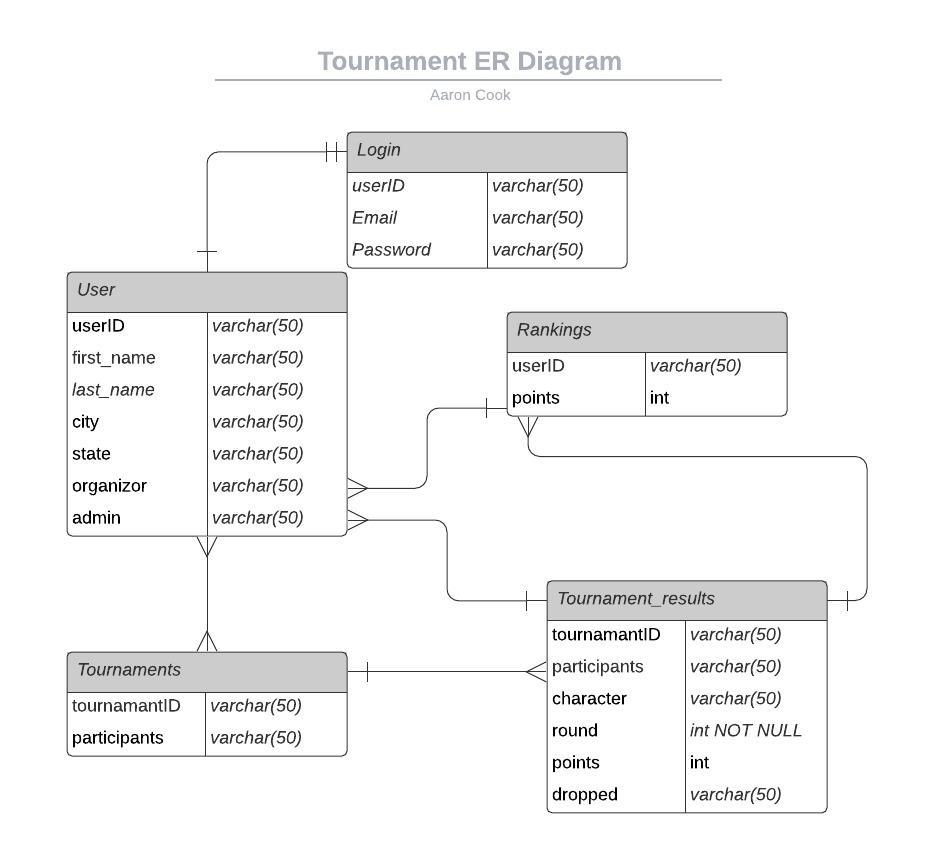 Tournament ER Diagram
Aaron Cook
Login
userID varchar(50)
Email varchar(50)
Password varchar(50)
User
userID varchar(50)
first_name varchar(50)
last_name varchar(50)
city varchar(50)
state varchar(50)
organizor varchar(50)
admin varchar(50)
Rankings
userID varchar(50)
points int
Tournaments
tournamantID varchar(50)
participants varchar(50)
Tournament_results
tournamantID varchar(50)
participants varchar(50)
character varchar(50)
round int NOT NULL
points int
dropped varchar(50)